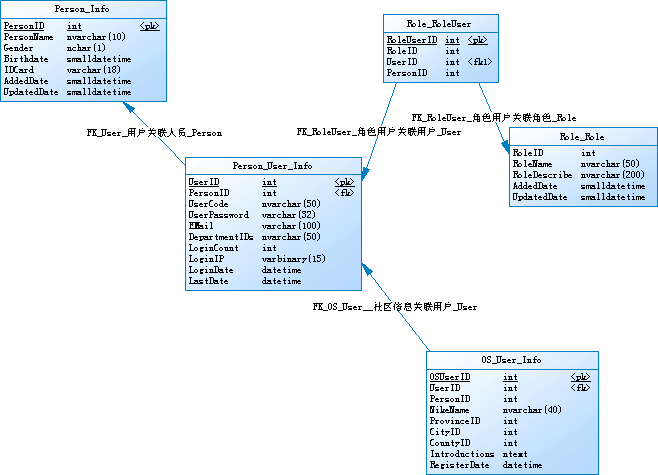 Person_Info
PersonID int <pk>
PersonName nvarchar(10)
Gender nchar(1)
Birthdate smalldatetime
IDCard varchar(18)
AddedDate smalldatetime
UpdatedDate smalldatetime
Role_RoleUser
RoleUserID int <pk>
RoleID int
UserID int <fk1>
PersonID int
FK_User_用户关联人员_Person
FK_RoleUser_角色用户关联用户_User
FK_RoleUser_角色用户关联角色_Role
Role_Role
RoleID int
RoleName nvarchar(50)
RoleDescribe nvarchar(200)
AddedDate smalldatetime
UpdatedDate smalldatetime
Person_User_Info
UserID int <pk>
PersonID int <fk>
UserCode nvarchar(50)
UserPassword varchar(32)
EMail varchar(100)
DepartmentIDs nvarchar(50)
LoginCount int
LoginIP varbinary(15)
LoginDate datetime
LastDate datetime
FK_OS_User__社区信息关联用户_User
OS_User_Info
OSUserID int <pk>
UserID int <fk>
PersonID int
NikeName nvarchar(40)
ProvinceID int
CityID int
CountyID int
Introductions ntext
RegisterDate datetime